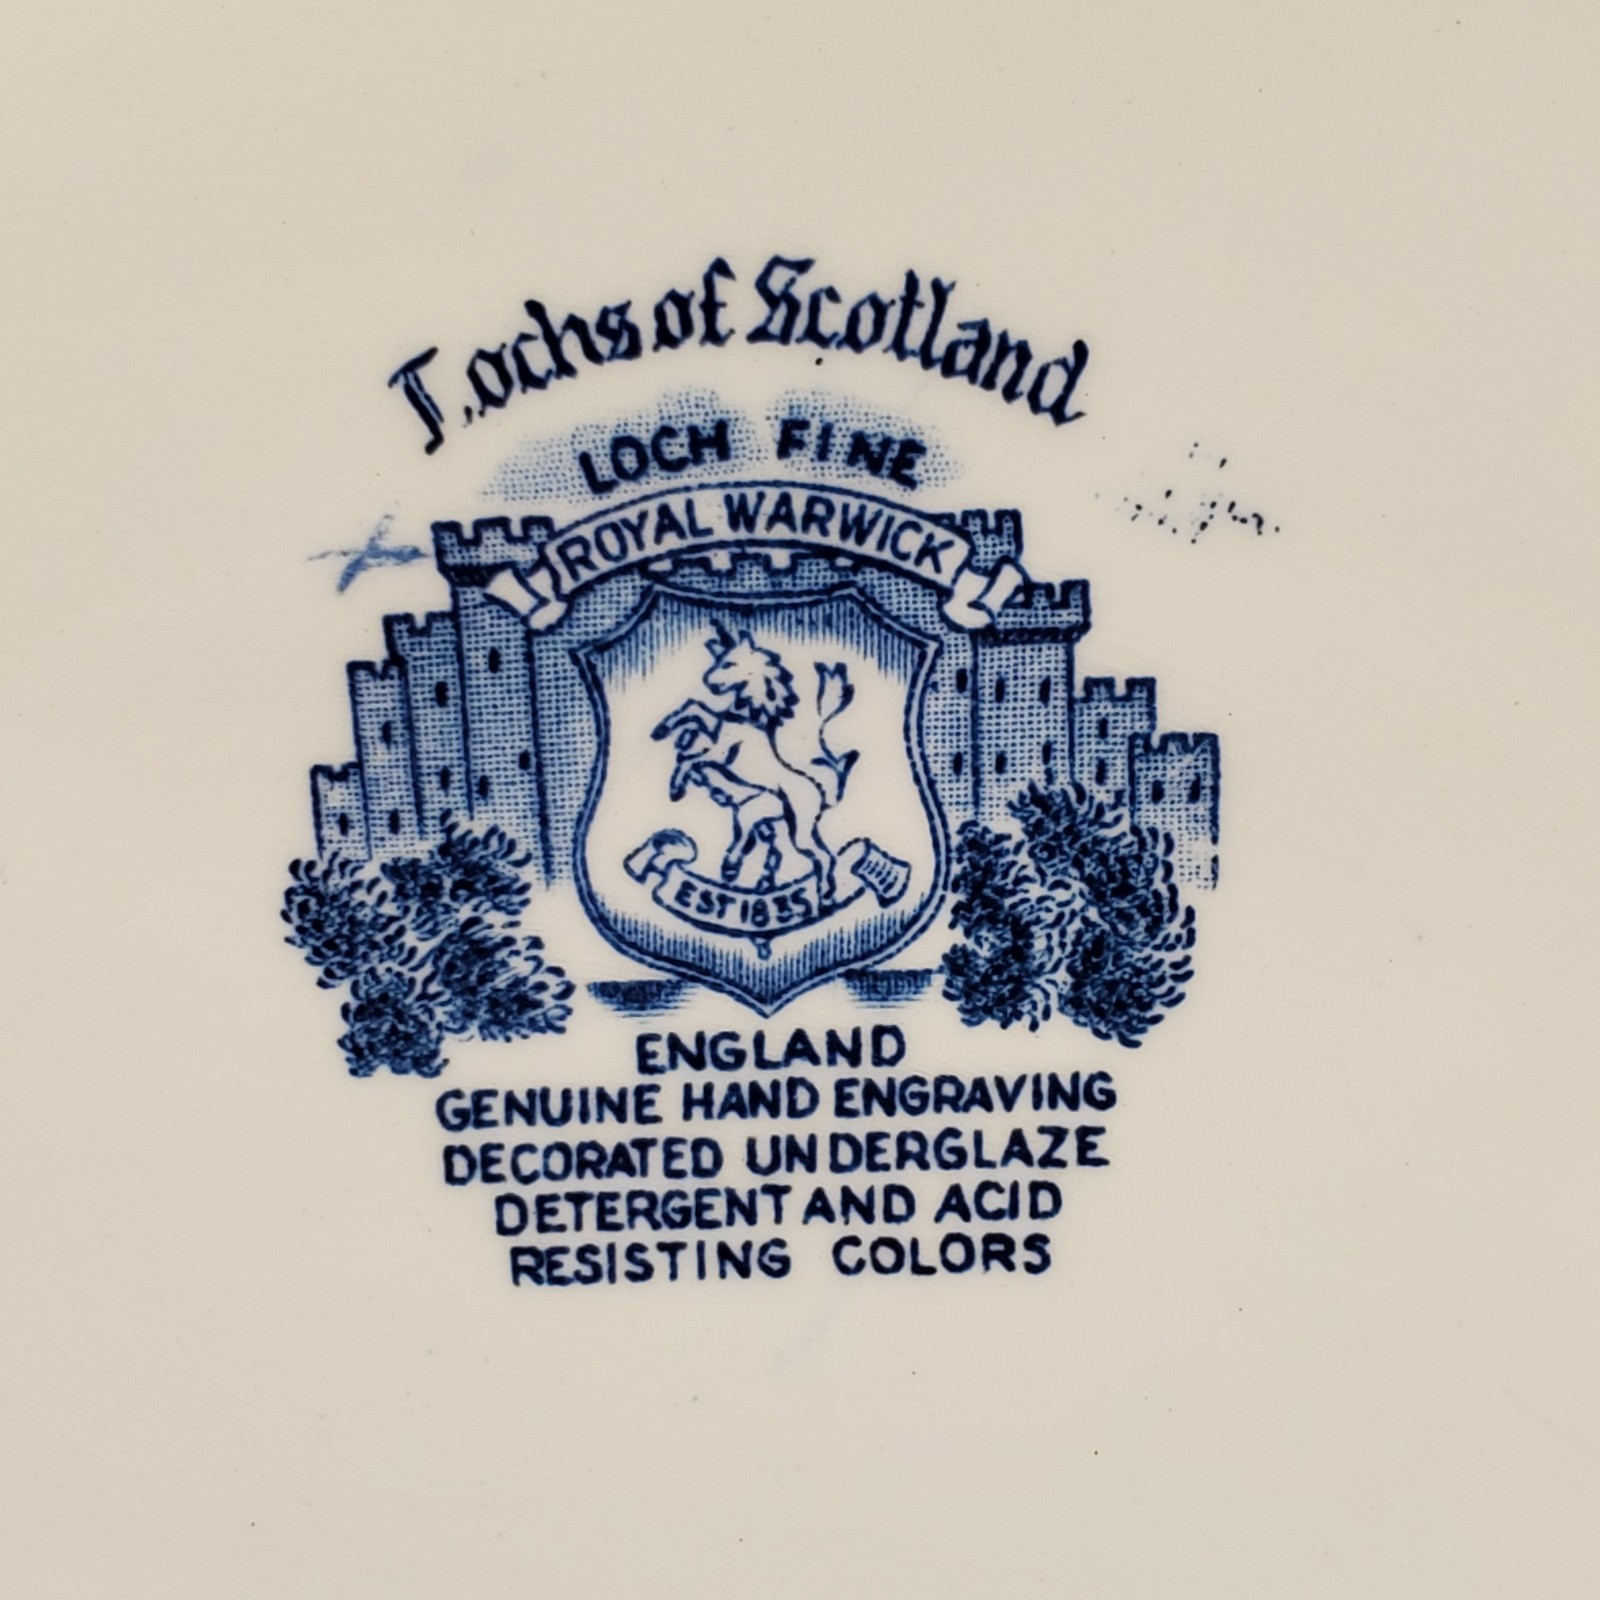 Lochs of Scotland
LOCH FINE
ROYAL WARWICK
EST 1835
ENGLAND
GENUINE HAND ENGRAVING
DECORATED UNDERGLAZE
DETERGENT AND ACID
RESISTING COLORS